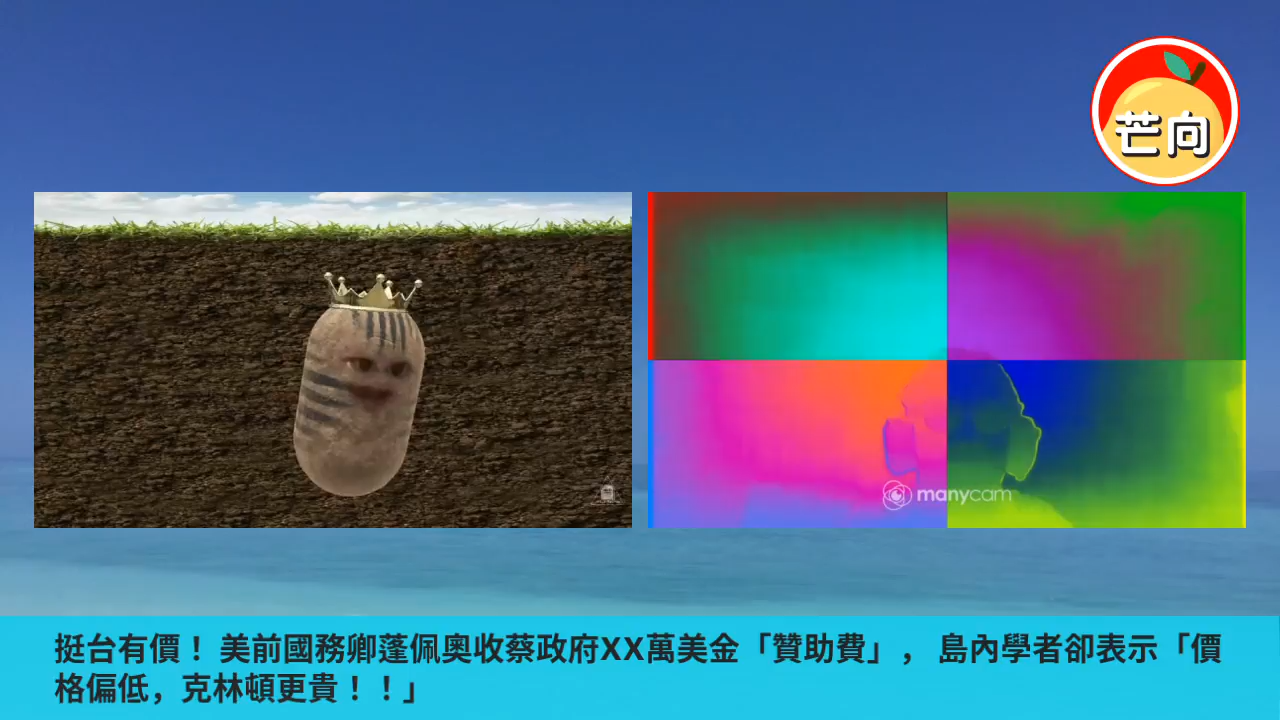 芒向
manycam
挺台有價！ 美前國務卿蓬佩奧收蔡政府XX萬美金「贊助費」， 島內學者卻表示「價
格偏低，克林頓更貴！！」